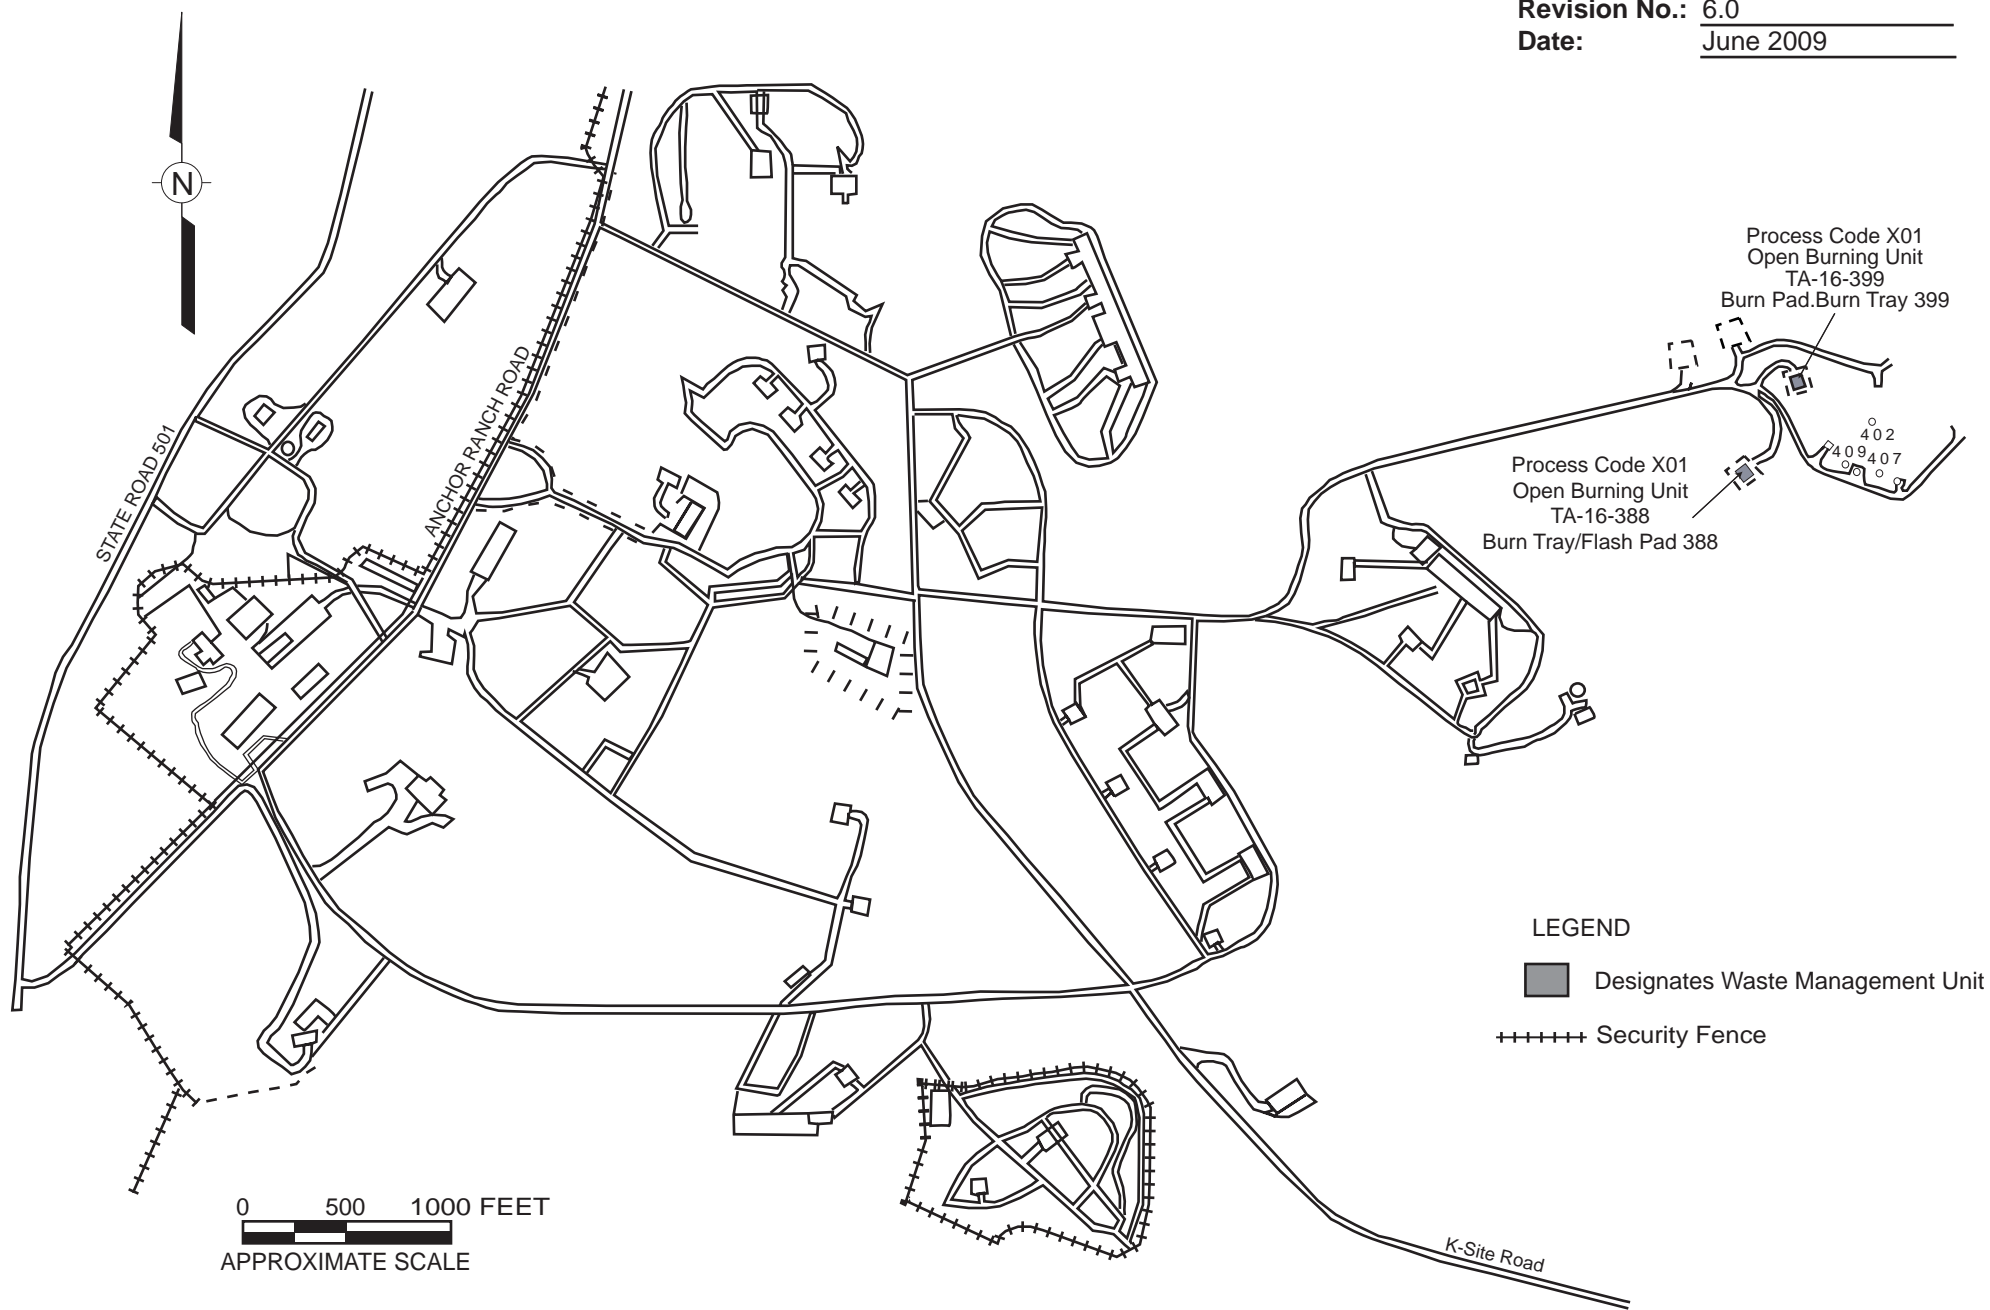 Revision No.: 6.0
Date: June 2009
N
Process Code X01
Open Burning Unit
TA-16-399
Burn Pad.Burn Tray 399
STATE ROAD 501
ANCHOR RANCH ROAD
402
409
407
Process Code X01
Open Burning Unit
TA-16-388
Burn Tray/Flash Pad 388
LEGEND
Designates Waste Management Unit
Security Fence
0 500 1000 FEET
APPROXIMATE SCALE
K-Site Road